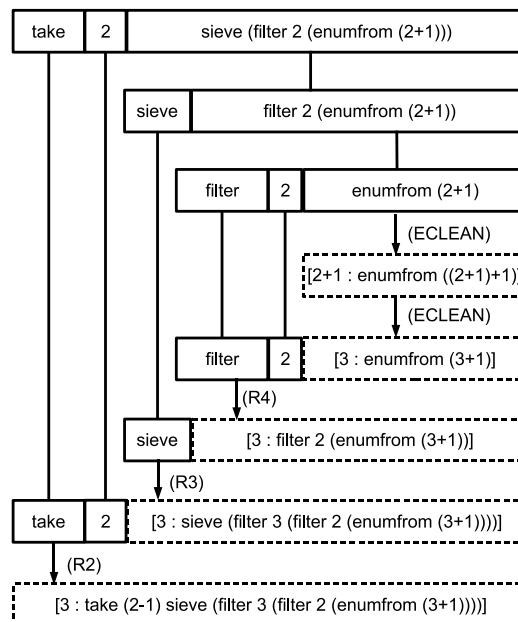 take 2 sieve (filter 2 (enumfrom (2+1)))
sieve filter 2 (enumfrom (2+1))
filter 2 enumfrom (2+1)
(ECLEAN)
[2+1 : enumfrom ((2+1)+1)]
(ECLEAN)
filter 2 [3 : enumfrom (3+1)]
(R4)
sieve [3 : filter 2 (enumfrom (3+1))]
(R3)
take 2 [3 : sieve (filter 3 (filter 2 (enumfrom (3+1))))]
(R2)
[3 : take (2-1) sieve (filter 3 (filter 2 (enumfrom (3+1))))]